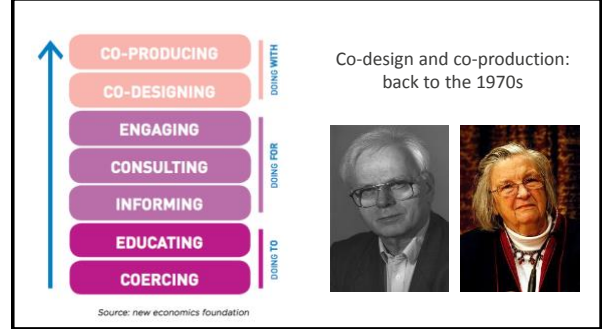 CO-PRODUCING
CO-DESIGNING
DOING WITH
ENGAGING
CONSULTING
INFORMING
DOING FOR
EDUCATING
COERCING
DOING TO
Source: new economics foundation
Co-design and co-production:
back to the 1970s